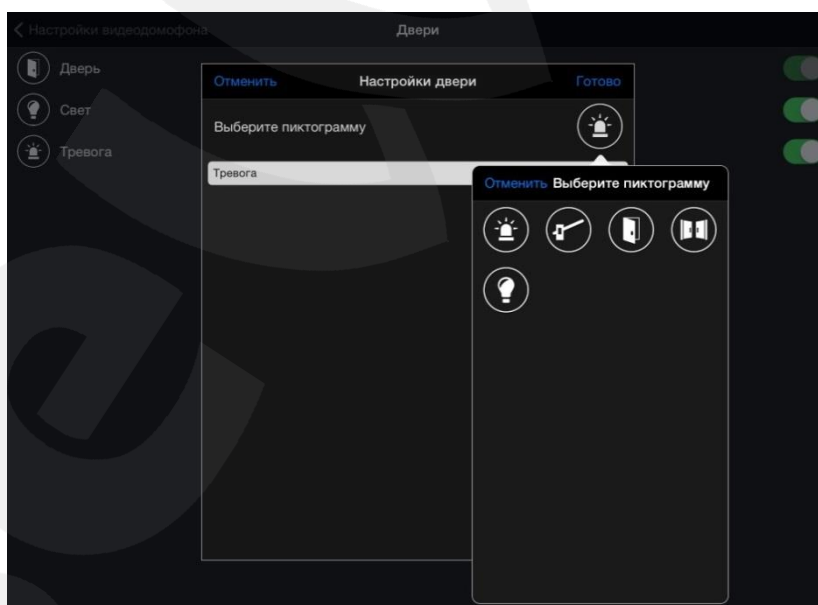 Настройки видеодомофона
Двери
Дверь
Свет
Тревога
Отменить Настройки двери Готово
Выберите пиктограмму
Тревога
Отменить Выберите пиктограмму